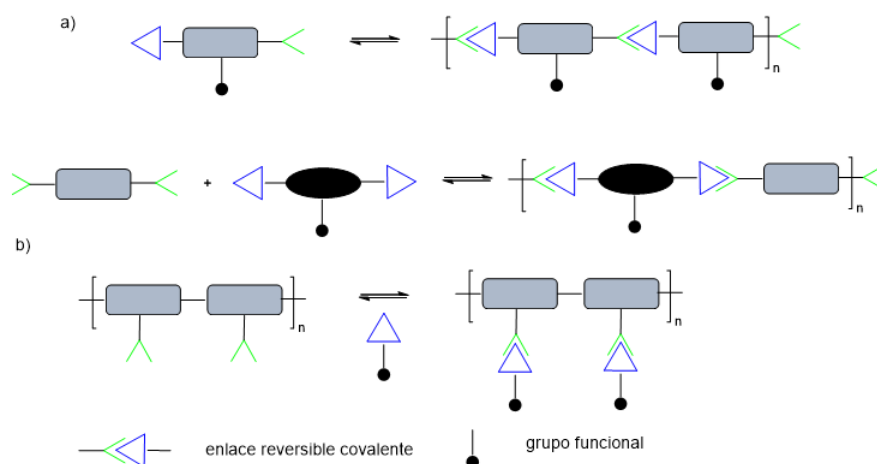 a)
n
n
b)
n
n
enlace reversible covalente
grupo funcional